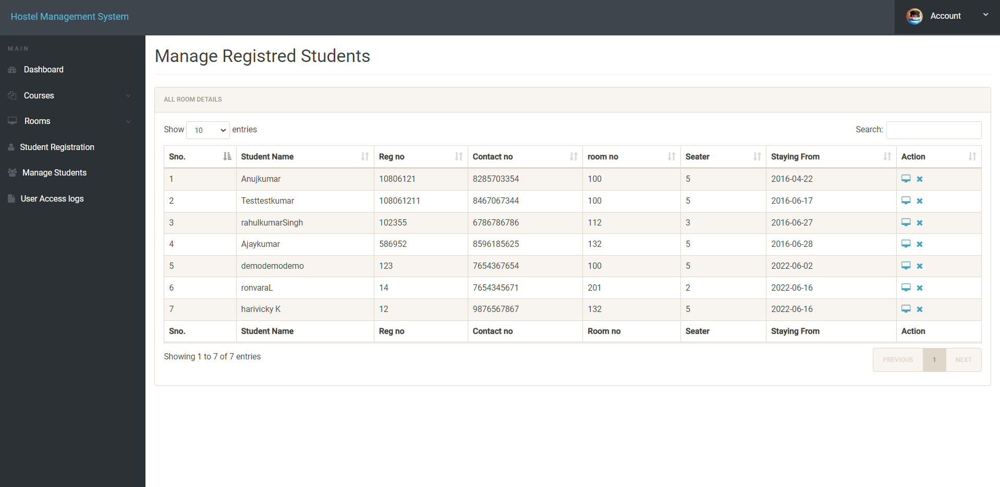 Hostel Management System
Account
MAIN
Dashboard
Courses
Rooms
Student Registration
Manage Students
User Access logs
Manage Registred Students
ALL ROOM DETAILS
Show 10 entries
Search:
Sno. Student Name Reg no Contact no room no Seater Staying From Action
1 Anujkumar 10806121 8285703354 100 5 2016-04-22
2 Testtestkumar 108061211 8467067344 100 5 2016-06-17
3 rahulkumarSingh 102355 6786786786 112 3 2016-06-27
4 Ajaykumar 586952 8596185625 132 5 2016-06-28
5 demodemodemo 123 7654367654 100 5 2022-06-02
6 ronvaraL 14 7654345671 201 2 2022-06-16
7 harivicky K 12 9876567867 132 5 2022-06-16
Sno. Student Name Reg no Contact no Room no Seater Staying From Action
Showing 1 to 7 of 7 entries
PREVIOUS 1 NEXT